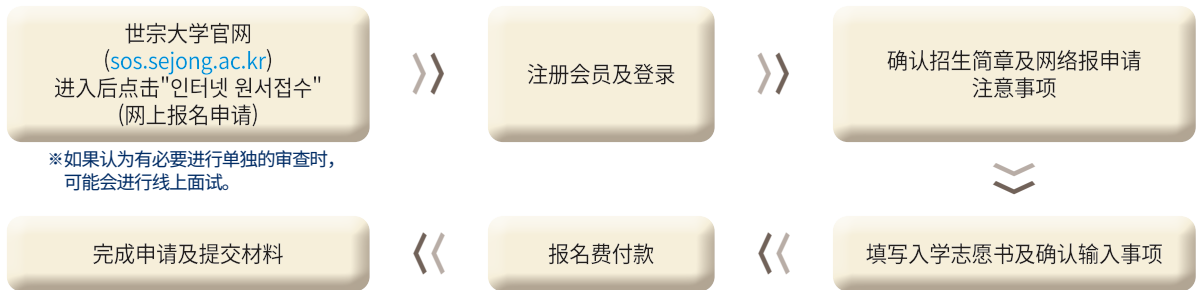 世宗大学官网
(sos.sejong.ac.kr)
进入后点击"인터넷 원서접수"
(网上报名申请)
注册会员及登录
确认招生简章及网络报申请
注意事项
※如果认为有必要进行单独的审查时，
可能会进行线上面试。
填写入学志愿书及确认输入事项
报名费付款
完成申请及提交材料